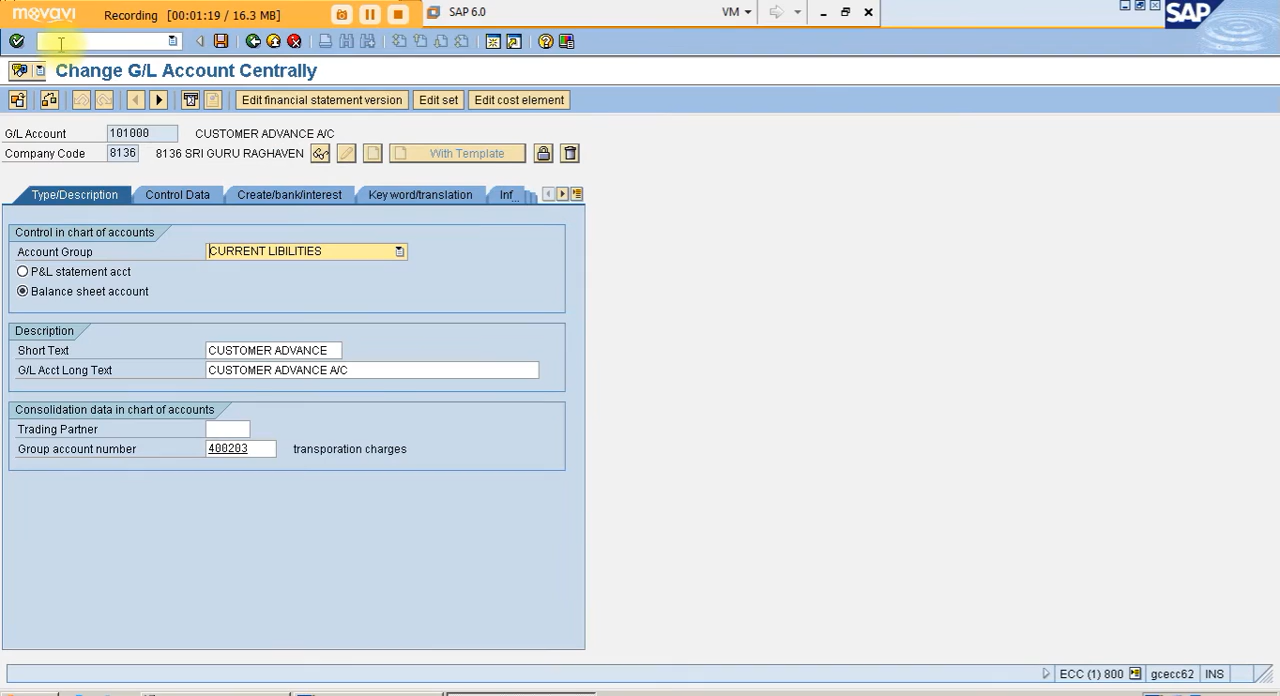 movavi Recording [00:01:19 / 16.3 MB] SAP 6.0 VM
SAP
Change G/L Account Centrally
Edit financial statement version Edit set Edit cost element
G/L Account 101000 CUSTOMER ADVANCE A/C
Company Code 8136 8136 SRI GURU RAGHAVEN With Template
Type/Description Control Data Create/bank/interest Key word/translation Inf...
Control in chart of accounts
Account Group CURRENT LIBILITIES
P&L statement acct
Balance sheet account
Description
Short Text CUSTOMER ADVANCE
G/L Acct Long Text CUSTOMER ADVANCE A/C
Consolidation data in chart of accounts
Trading Partner
Group account number 400203 transporation charges
ECC (1) 800 gcecc62 INS